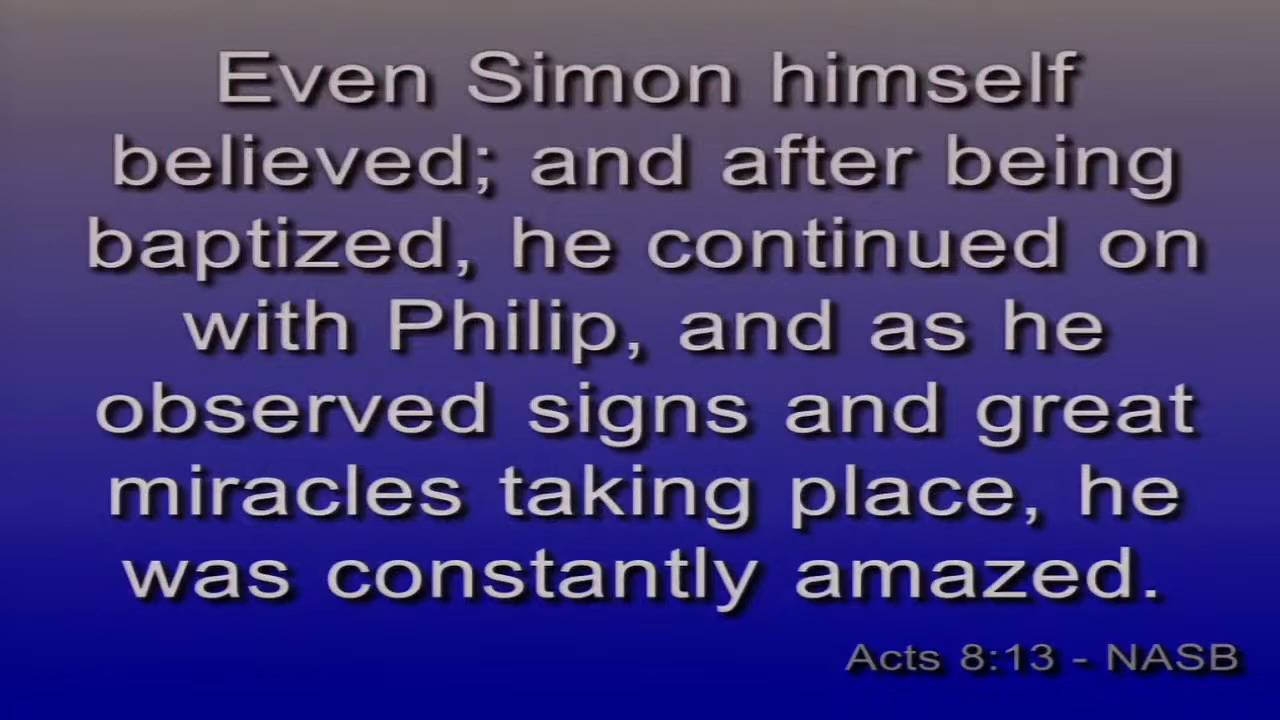 Even Simon himself
believed; and after being
baptized, he continued on
with Philip, and as he
observed signs and great
miracles taking place, he
was constantly amazed.
Acts 8:13 - NASB